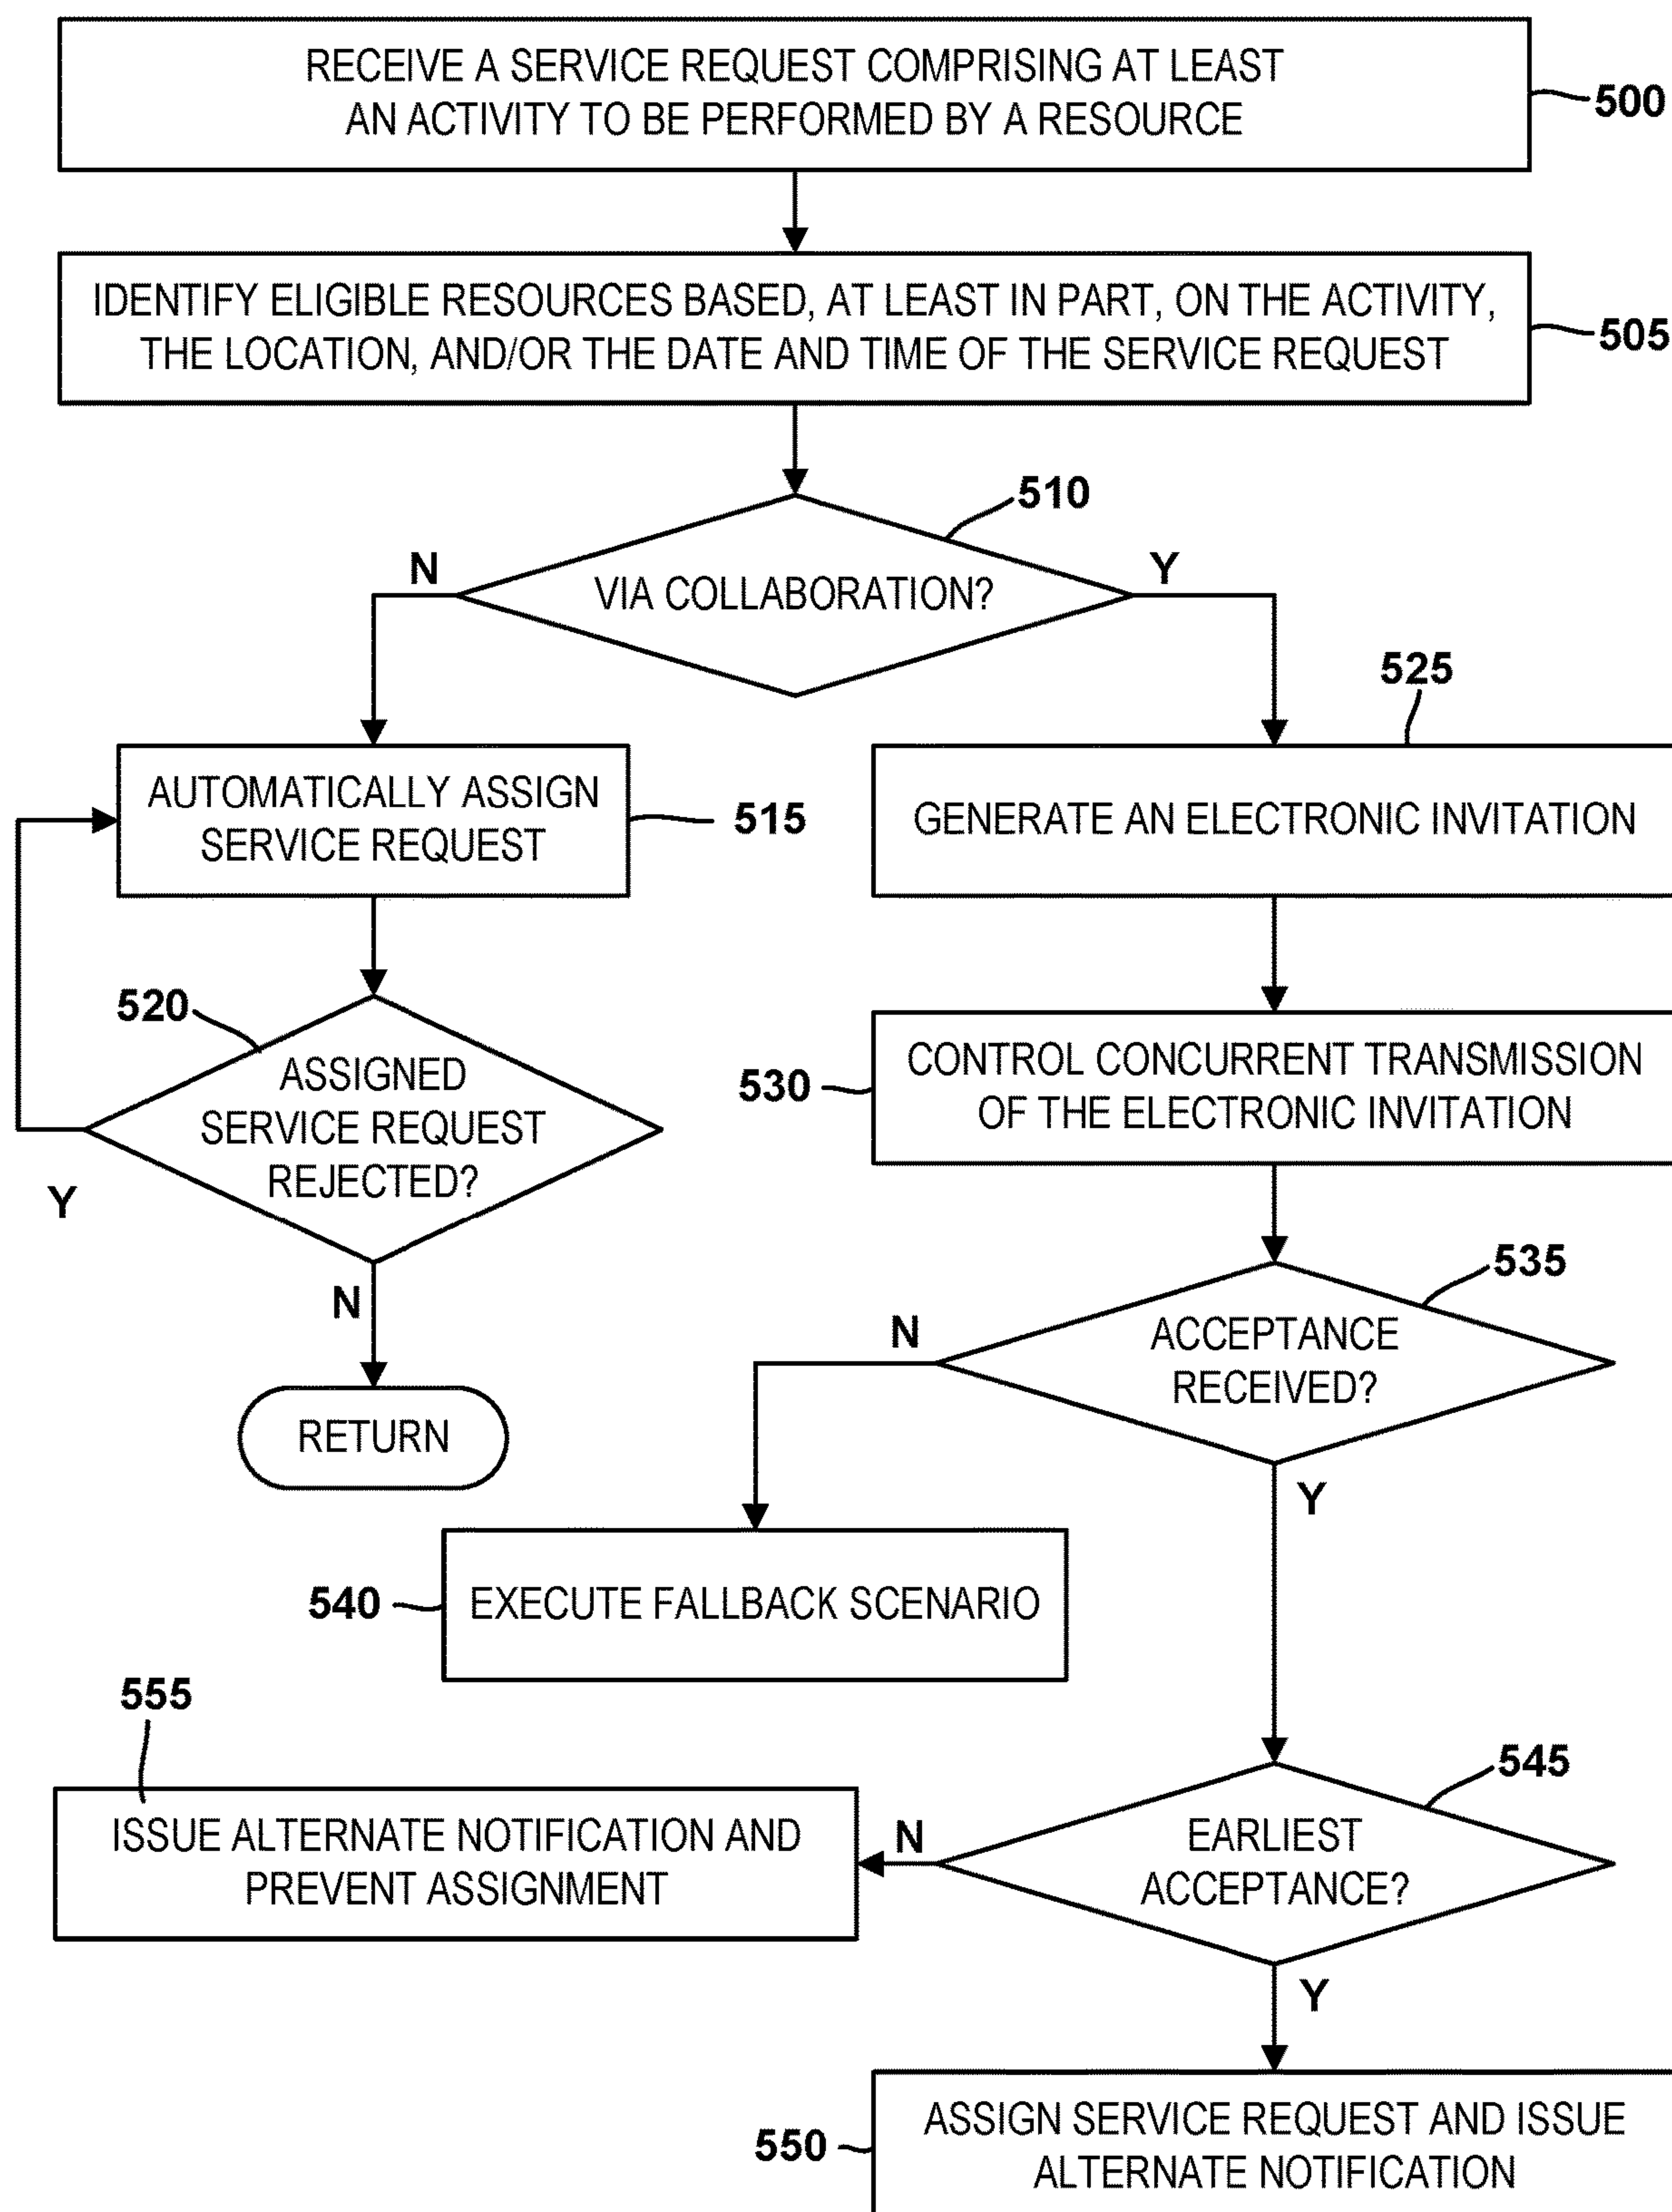 RECEIVE A SERVICE REQUEST COMPRISING AT LEAST
AN ACTIVITY TO BE PERFORMED BY A RESOURCE
500
IDENTIFY ELIGIBLE RESOURCES BASED, AT LEAST IN PART, ON THE ACTIVITY,
THE LOCATION, AND/OR THE DATE AND TIME OF THE SERVICE REQUEST
505
510
N
VIA COLLABORATION?
Y
525
AUTOMATICALLY ASSIGN
SERVICE REQUEST
515
GENERATE AN ELECTRONIC INVITATION
520
ASSIGNED
SERVICE REQUEST
REJECTED?
Y
N
RETURN
530
CONTROL CONCURRENT TRANSMISSION
OF THE ELECTRONIC INVITATION
535
N
ACCEPTANCE
RECEIVED?
Y
540
EXECUTE FALLBACK SCENARIO
555
ISSUE ALTERNATE NOTIFICATION AND
PREVENT ASSIGNMENT
545
N
EARLIEST
ACCEPTANCE?
Y
550
ASSIGN SERVICE REQUEST AND ISSUE
ALTERNATE NOTIFICATION